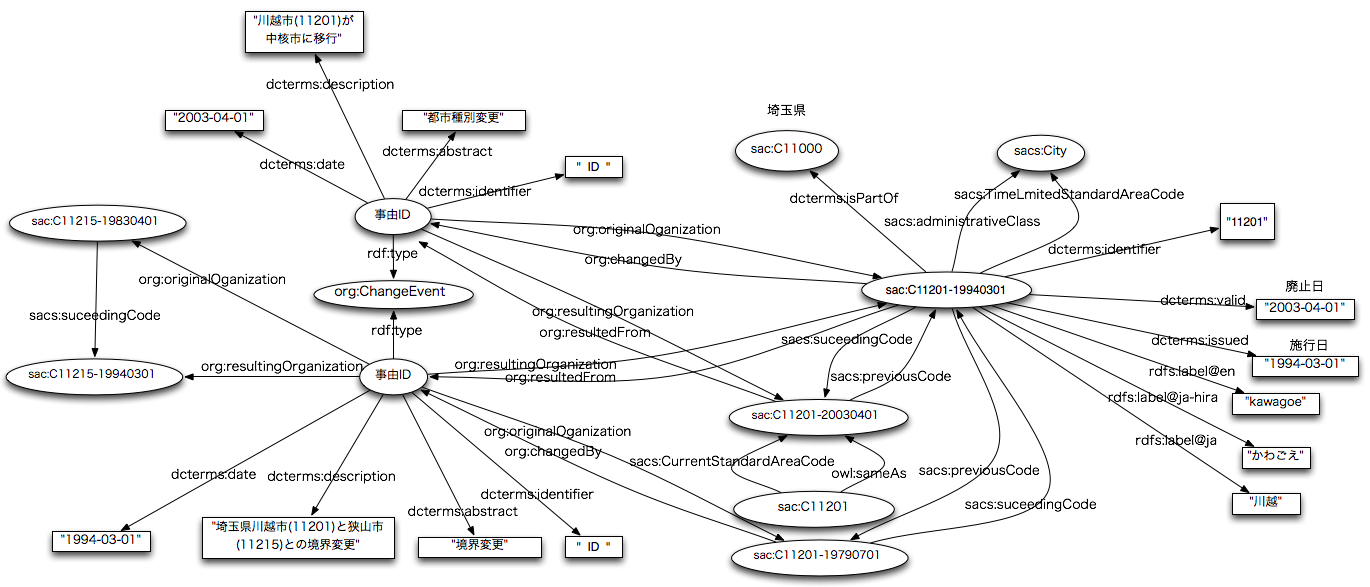 "川越市(11201)が
中核市に移行"
dcterms:description
"2003-04-01"
"都市種別変更"
dcterms:date
dcterms:abstract
" ID "
dcterms:identifier
事由ID
sac:C11215-19830401
rdf:type
org:ChangeEvent
org:originalOganization
sacs:suceedingCode
rdf:type
sac:C11215-19940301
org:resultingOrganization
事由ID
dcterms:date
dcterms:description
dcterms:abstract
dcterms:identifier
"1994-03-01"
"埼玉県川越市(11201)と狭山市
(11215)との境界変更"
"境界変更"
" ID "
org:originalOganization
org:changedBy
org:resultingOrganization
org:resultedFrom
org:resultingOrganization
org:resultedFrom
org:originalOganization
org:changedBy
埼玉県
sac:C11000
sacs:City
dcterms:isPartOf
sacs:TimeLmitedStandardAreaCode
sacs:administrativeClass
"11201"
dcterms:identifier
sac:C11201-19940301
廃止日
dcterms:valid
"2003-04-01"
施行日
dcterms:issued
"1994-03-01"
rdfs:label@en
"kawagoe"
rdfs:label@ja-hira
"かわごえ"
rdfs:label@ja
"川越"
sacs:suceedingCode
sacs:previousCode
sac:C11201-20030401
sacs:CurrentStandardAreaCode
owl:sameAs
sac:C11201
sacs:previousCode
sacs:suceedingCode
sac:C11201-19790701